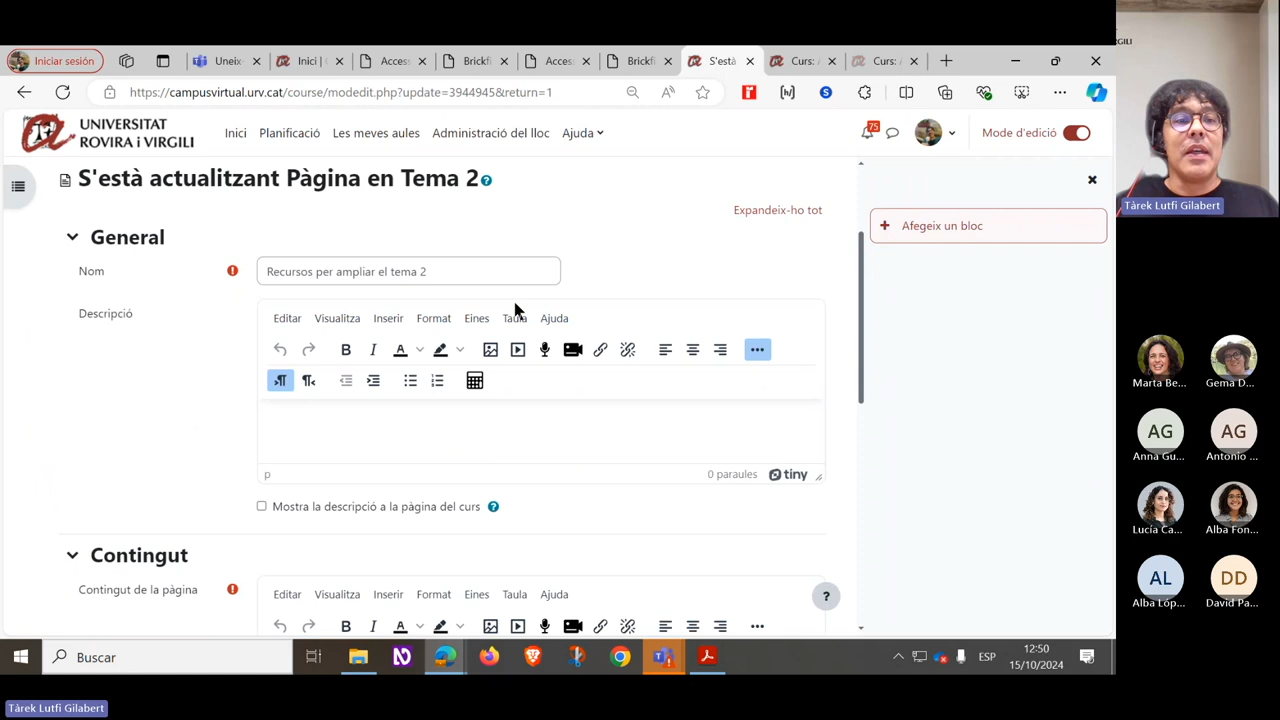 VIRGILI
Iniciar sesión
Uneix-
Inici |
Access
Brickfi
Access
Brickfi
S'està
Curs: /
Curs: /
https://campusvirtual.urv.cat/course/modedit.php?update=3944945&return=1
UNIVERSITAT
ROVIRA i VIRGILI
Inici
Planificació
Les meves aules
Administració del lloc
Ajuda
75
Mode d'edició
S'està actualitzant Pàgina en Tema 2
Expandeix-ho tot
Afegeix un bloc
General
Nom
Recursos per ampliar el tema 2
Descripció
Editar Visualitza Inserir Format Eines Taula Ajuda
p
0 paraules
tiny
Mostra la descripció a la pàgina del curs
Contingut
Contingut de la pàgina
Editar Visualitza Inserir Format Eines Taula Ajuda
Buscar
ESP
12:50
15/10/2024
Tàrek Lutfi Gilabert
Marta Be...
Gema D...
AG
Anna Gu...
AG
Antonio ...
Lucía Ca...
Alba Fon...
AL
Alba Lóp...
DD
David Pa...
Tàrek Lutfi Gilabert